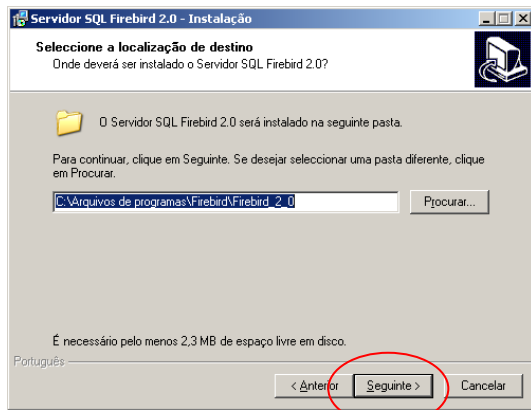 Servidor SQL Firebird 2.0 - Instalação
Seleccione a localização de destino
Onde deverá ser instalado o Servidor SQL Firebird 2.0?
O Servidor SQL Firebird 2.0 será instalado na seguinte pasta.
Para continuar, clique em Seguinte. Se desejar seleccionar uma pasta diferente, clique
em Procurar.
C:\Arquivos de programas\Firebird\Firebird_2_0
Procurar...
É necessário pelo menos 2,3 MB de espaço livre em disco.
Português
< Anterior
Seguinte >
Cancelar